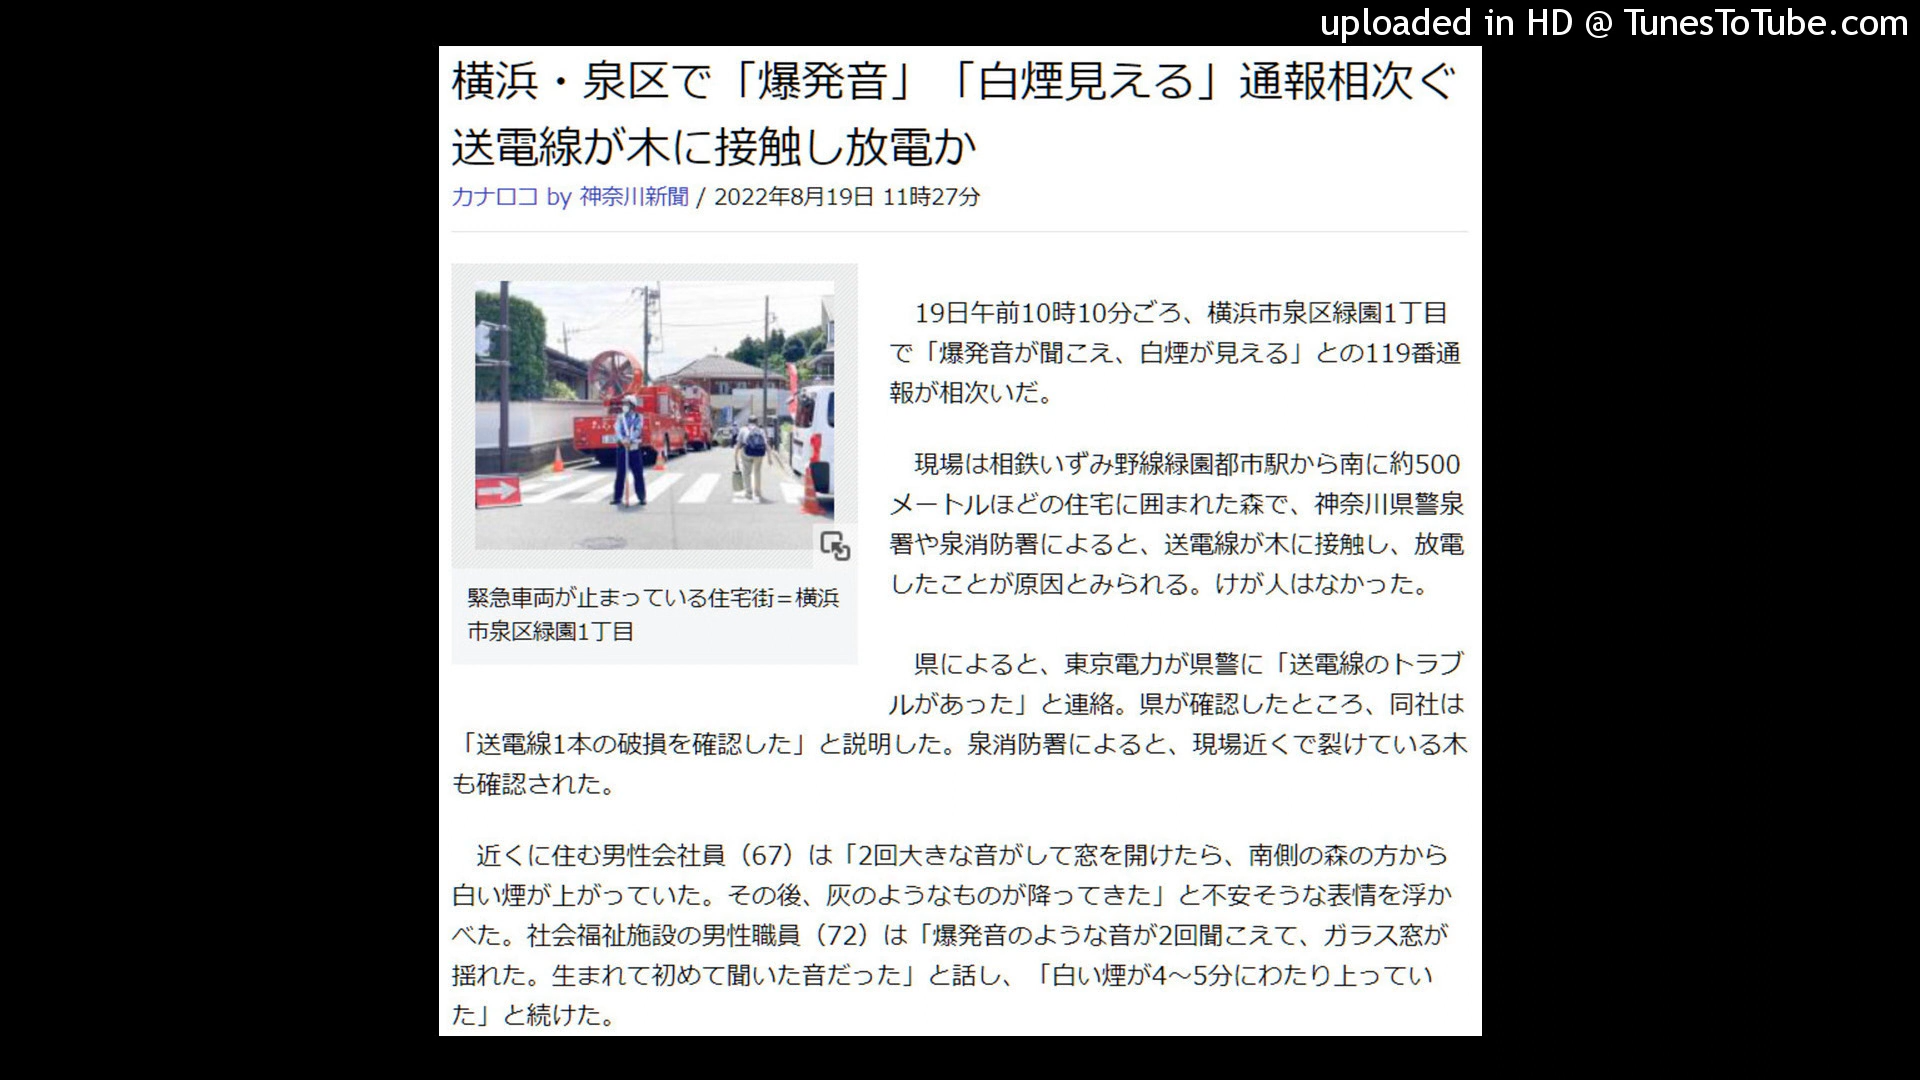 uploaded in HD @ TunesToTube.com
横浜・泉区で「爆発音」「白煙見える」通報相次ぐ
送電線が木に接触し放電か
カナロコ by 神奈川新聞 / 2022年8月19日 11時27分
緊急車両が止まっている住宅街＝横浜
市泉区緑園1丁目
19日午前10時10分ごろ、横浜市泉区緑園1丁目
で「爆発音が聞こえ、白煙が見える」との119番通
報が相次いだ。
現場は相鉄いずみ野線緑園都市駅から南に約500
メートルほどの住宅に囲まれた森で、神奈川県警泉
署や泉消防署によると、送電線が木に接触し、放電
したことが原因とみられる。けが人はなかった。
県によると、東京電力が県警に「送電線のトラブ
ルがあった」と連絡。県が確認したところ、同社は
「送電線1本の破損を確認した」と説明した。泉消防署によると、現場近くで裂けている木
も確認された。
近くに住む男性会社員（67）は「2回大きな音がして窓を開けたら、南側の森の方から
白い煙が上がっていた。その後、灰のようなものが降ってきた」と不安そうな表情を浮か
べた。社会福祉施設の男性職員（72）は「爆発音のような音が2回聞こえて、ガラス窓が
揺れた。生まれて初めて聞いた音だった」と話し、「白い煙が4～5分にわたり上ってい
た」と続けた。